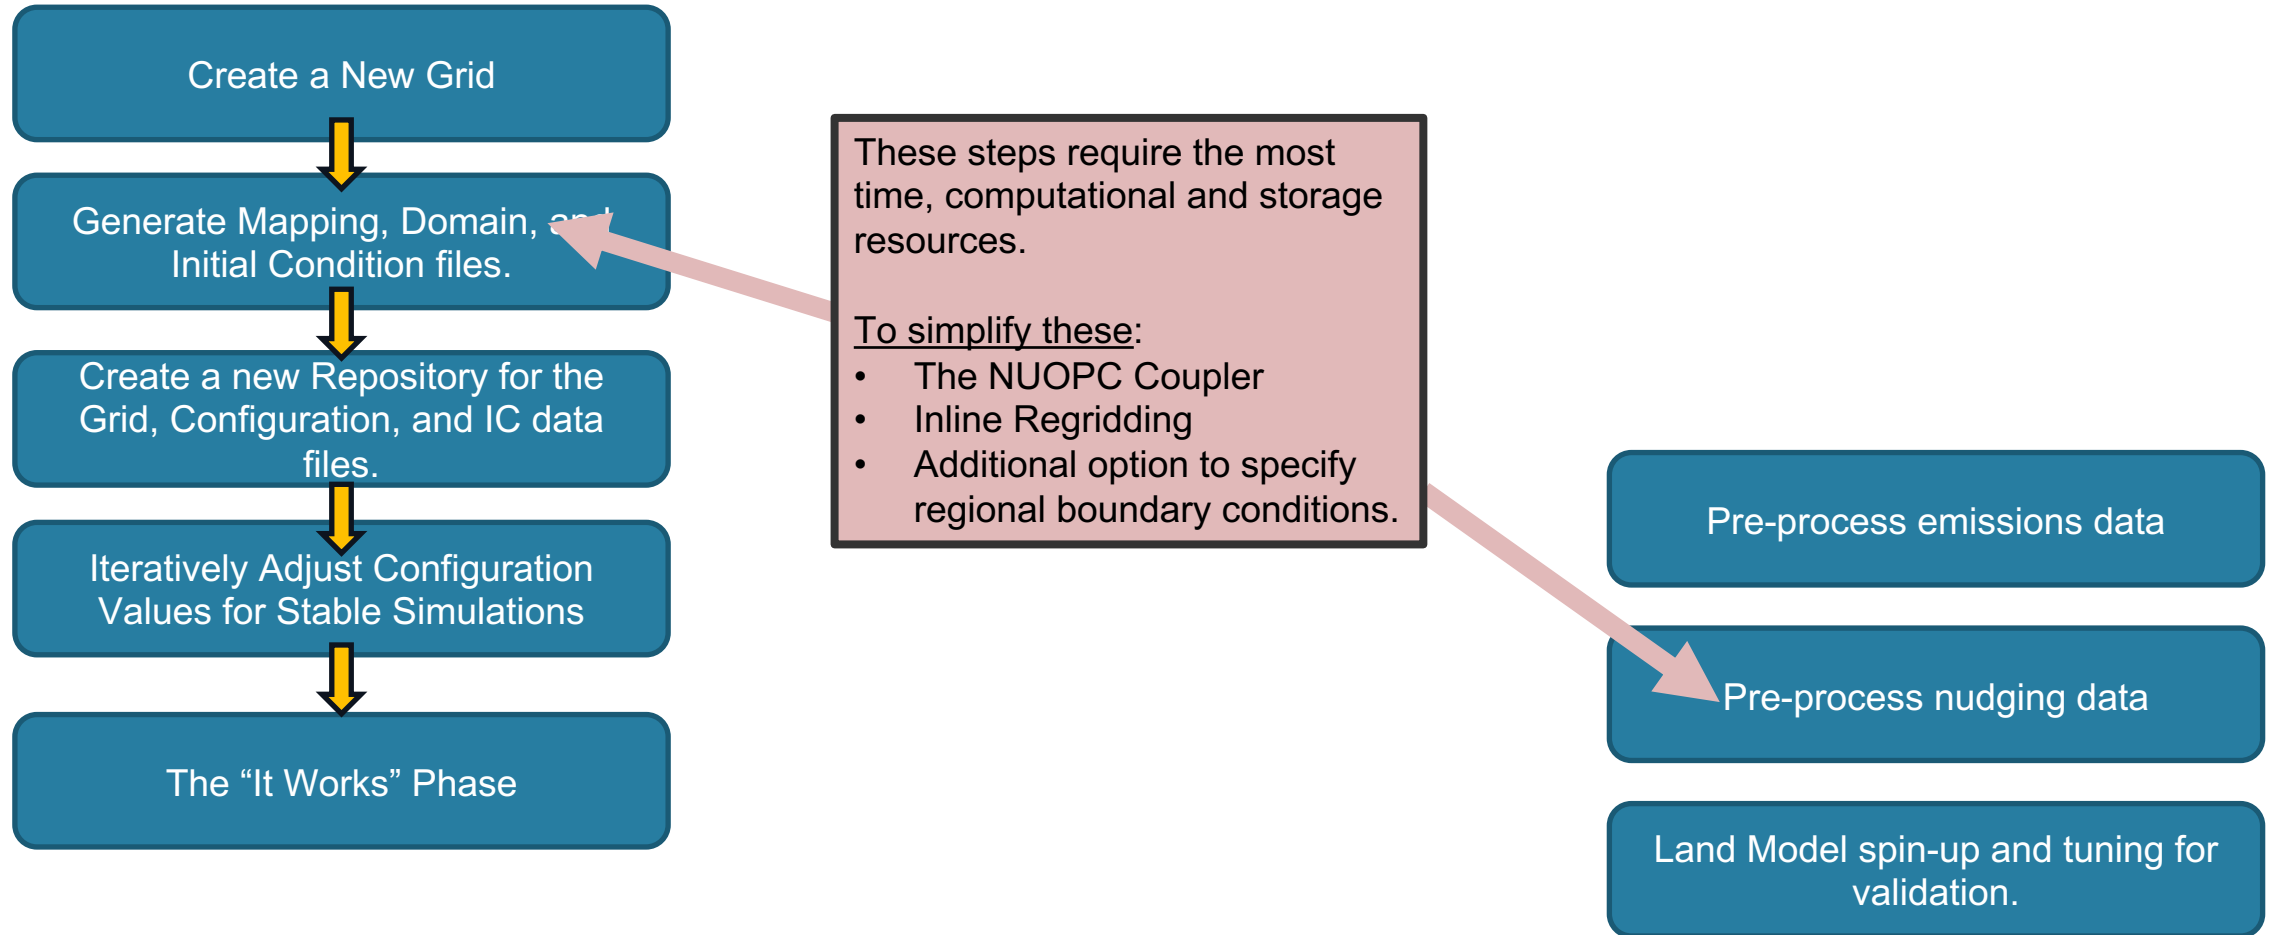 Create a New Grid
Generate Mapping, Domain, and
Initial Condition files.
Create a new Repository for the
Grid, Configuration, and IC data
files.
Iteratively Adjust Configuration
Values for Stable Simulations
The “It Works” Phase
These steps require the most
time, computational and storage
resources.
To simplify these:
• The NUOPC Coupler
• Inline Regridding
• Additional option to specify
regional boundary conditions.
Pre-process emissions data
Pre-process nudging data
Land Model spin-up and tuning for
validation.